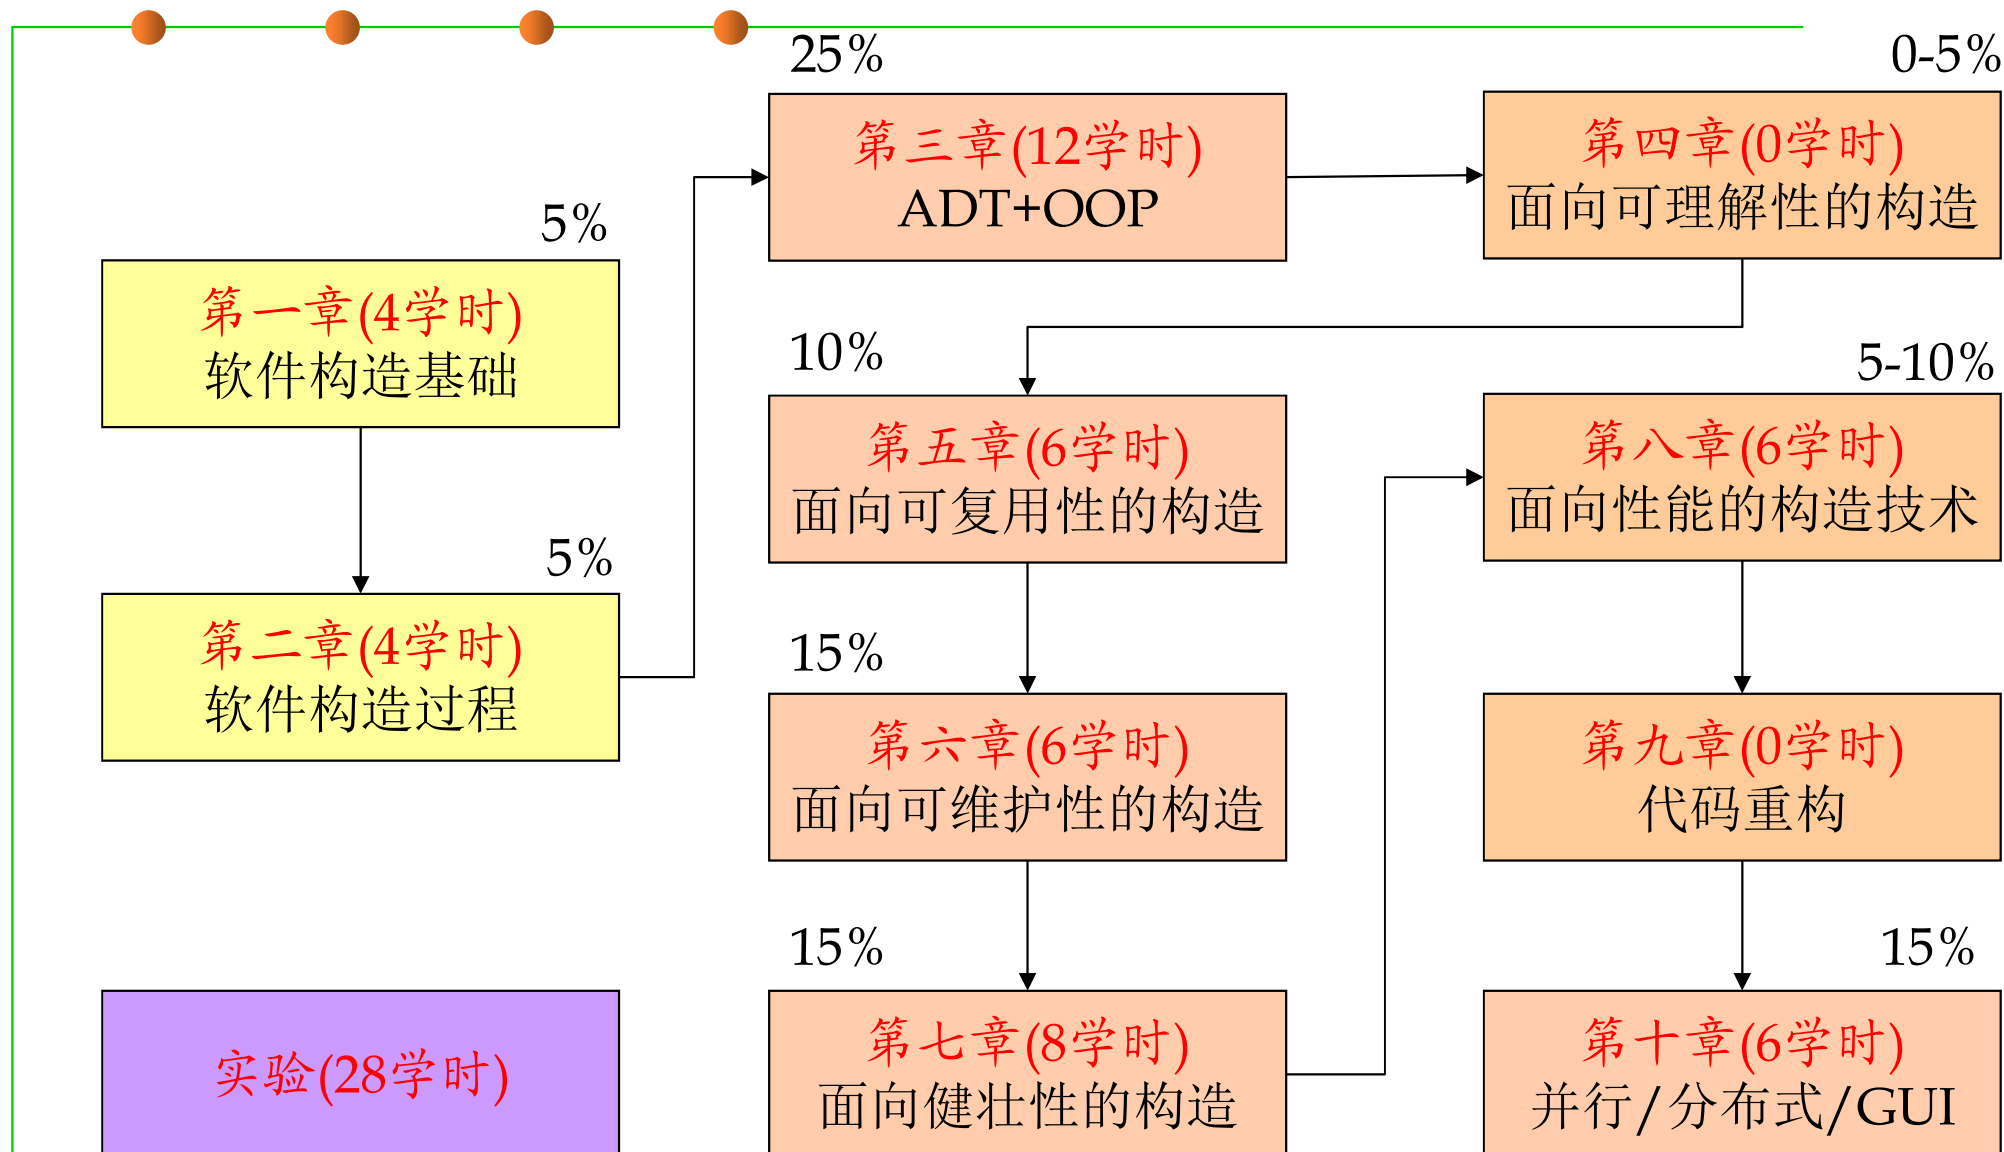 5%
第一章(4学时)
软件构造基础
5%
第二章(4学时)
软件构造过程
25%
第三章(12学时)
ADT+OOP
0-5%
第四章(0学时)
面向可理解性的构造
10%
第五章(6学时)
面向可复用性的构造
15%
第六章(6学时)
面向可维护性的构造
15%
第七章(8学时)
面向健壮性的构造
5-10%
第八章(6学时)
面向性能的构造技术
第九章(0学时)
代码重构
15%
第十章(6学时)
并行/分布式/GUI
实验(28学时)